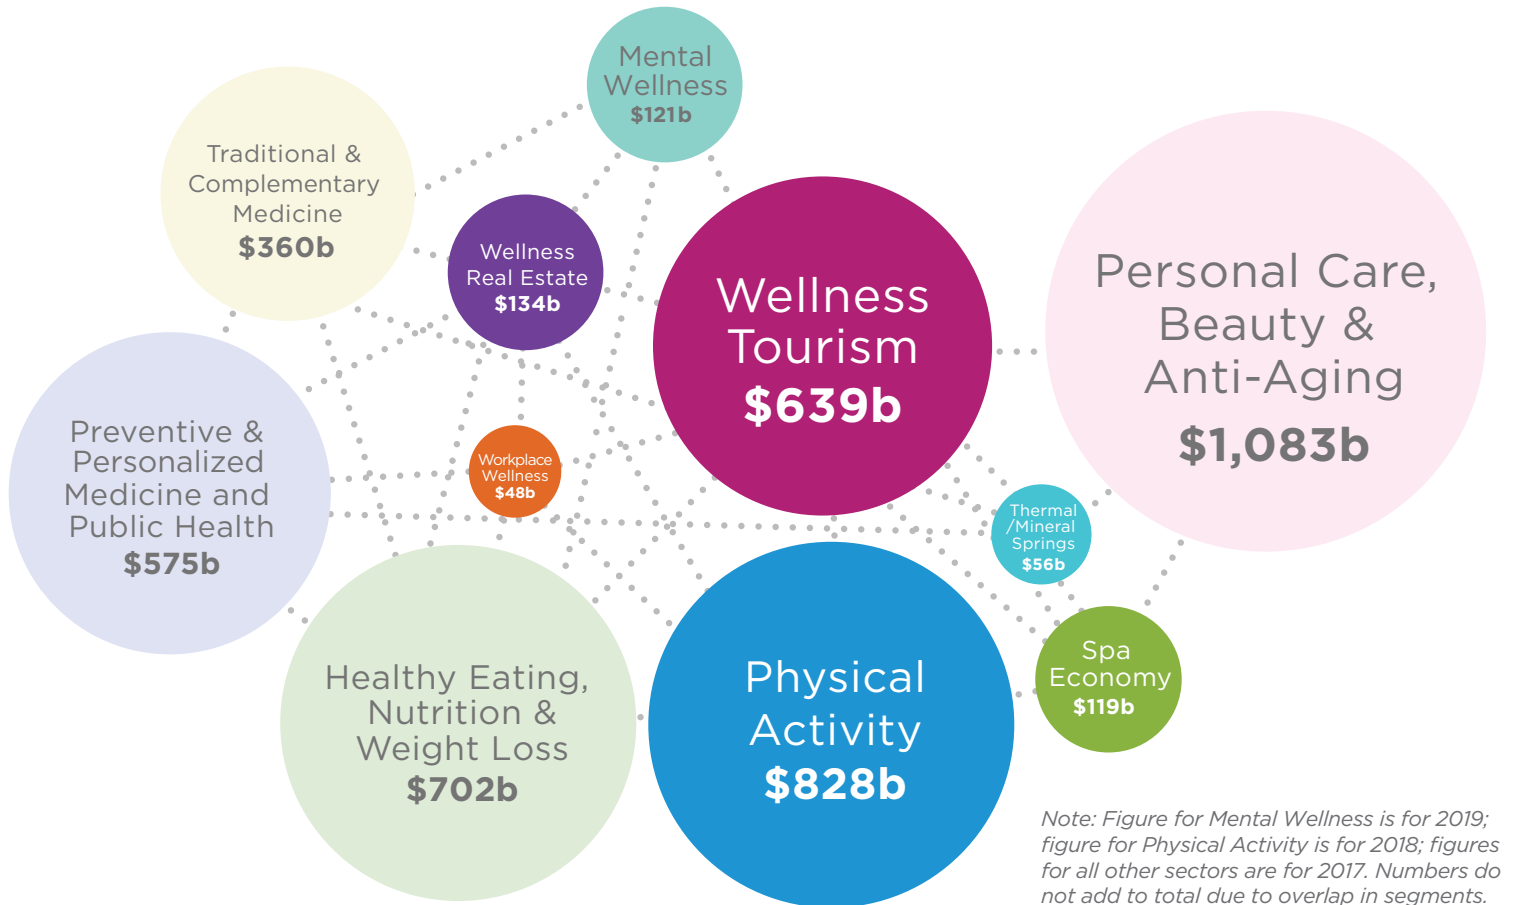 Mental
Wellness
$121b
Traditional &
Complementary
Medicine
$360b
Wellness
Real Estate
$134b
Wellness
Tourism
$639b
Personal Care,
Beauty &
Anti-Aging
$1,083b
Preventive &
Personalized
Medicine and
Public Health
$575b
Workplace
Wellness
$48b
Thermal
/Mineral
Springs
$56b
Healthy Eating,
Nutrition &
Weight Loss
$702b
Physical
Activity
$828b
Spa
Economy
$119b
Note: Figure for Mental Wellness is for 2019;
figure for Physical Activity is for 2018; figures
for all other sectors are for 2017. Numbers do
not add to total due to overlap in segments.